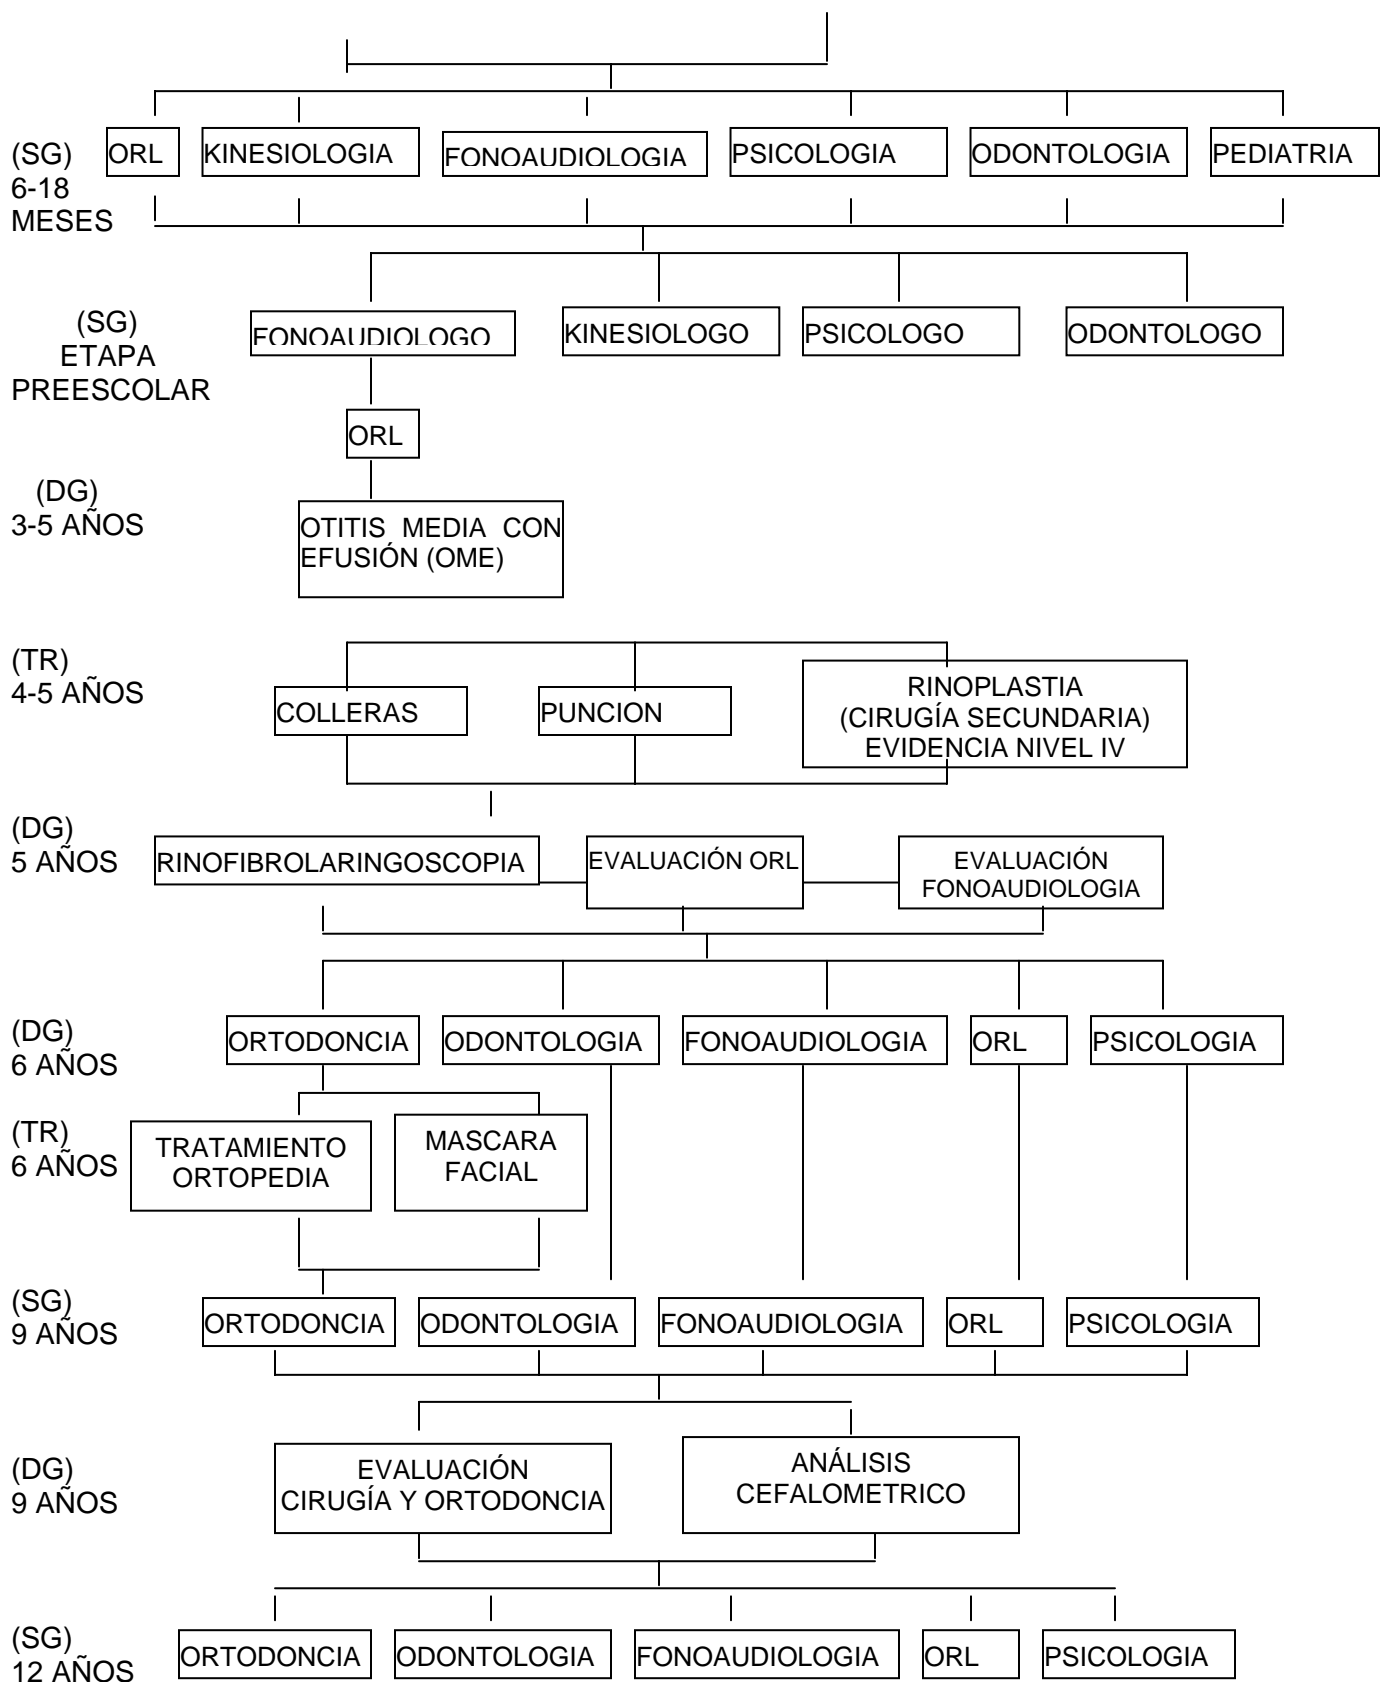 (SG)
6-18
MESES
ORL
KINESIOLOGIA
FONOAUDIOLOGIA
PSICOLOGIA
ODONTOLOGIA
PEDIATRIA
(SG)
ETAPA
PREESCOLAR
FONOAUDIOLOGO
KINESIOLOGO
PSICOLOGO
ODONTOLOGO
ORL
(DG)
3-5 AÑOS
OTITIS MEDIA CON
EFUSIÓN (OME)
(TR)
4-5 AÑOS
COLLERAS
PUNCION
RINOPLASTIA
(CIRUGÍA SECUNDARIA)
EVIDENCIA NIVEL IV
(DG)
5 AÑOS
RINOFIBROLARINGOSCOPIA
EVALUACIÓN ORL
EVALUACIÓN
FONOAUDIOLOGIA
(DG)
6 AÑOS
ORTODONCIA
ODONTOLOGIA
FONOAUDIOLOGIA
ORL
PSICOLOGIA
(TR)
6 AÑOS
TRATAMIENTO
ORTOPEDIA
MASCARA
FACIAL
(SG)
9 AÑOS
ORTODONCIA
ODONTOLOGIA
FONOAUDIOLOGIA
ORL
PSICOLOGIA
(DG)
9 AÑOS
EVALUACIÓN
CIRUGÍA Y ORTODONCIA
ANÁLISIS
CEFALOMETRICO
(SG)
12 AÑOS
ORTODONCIA
ODONTOLOGIA
FONOAUDIOLOGIA
ORL
PSICOLOGIA